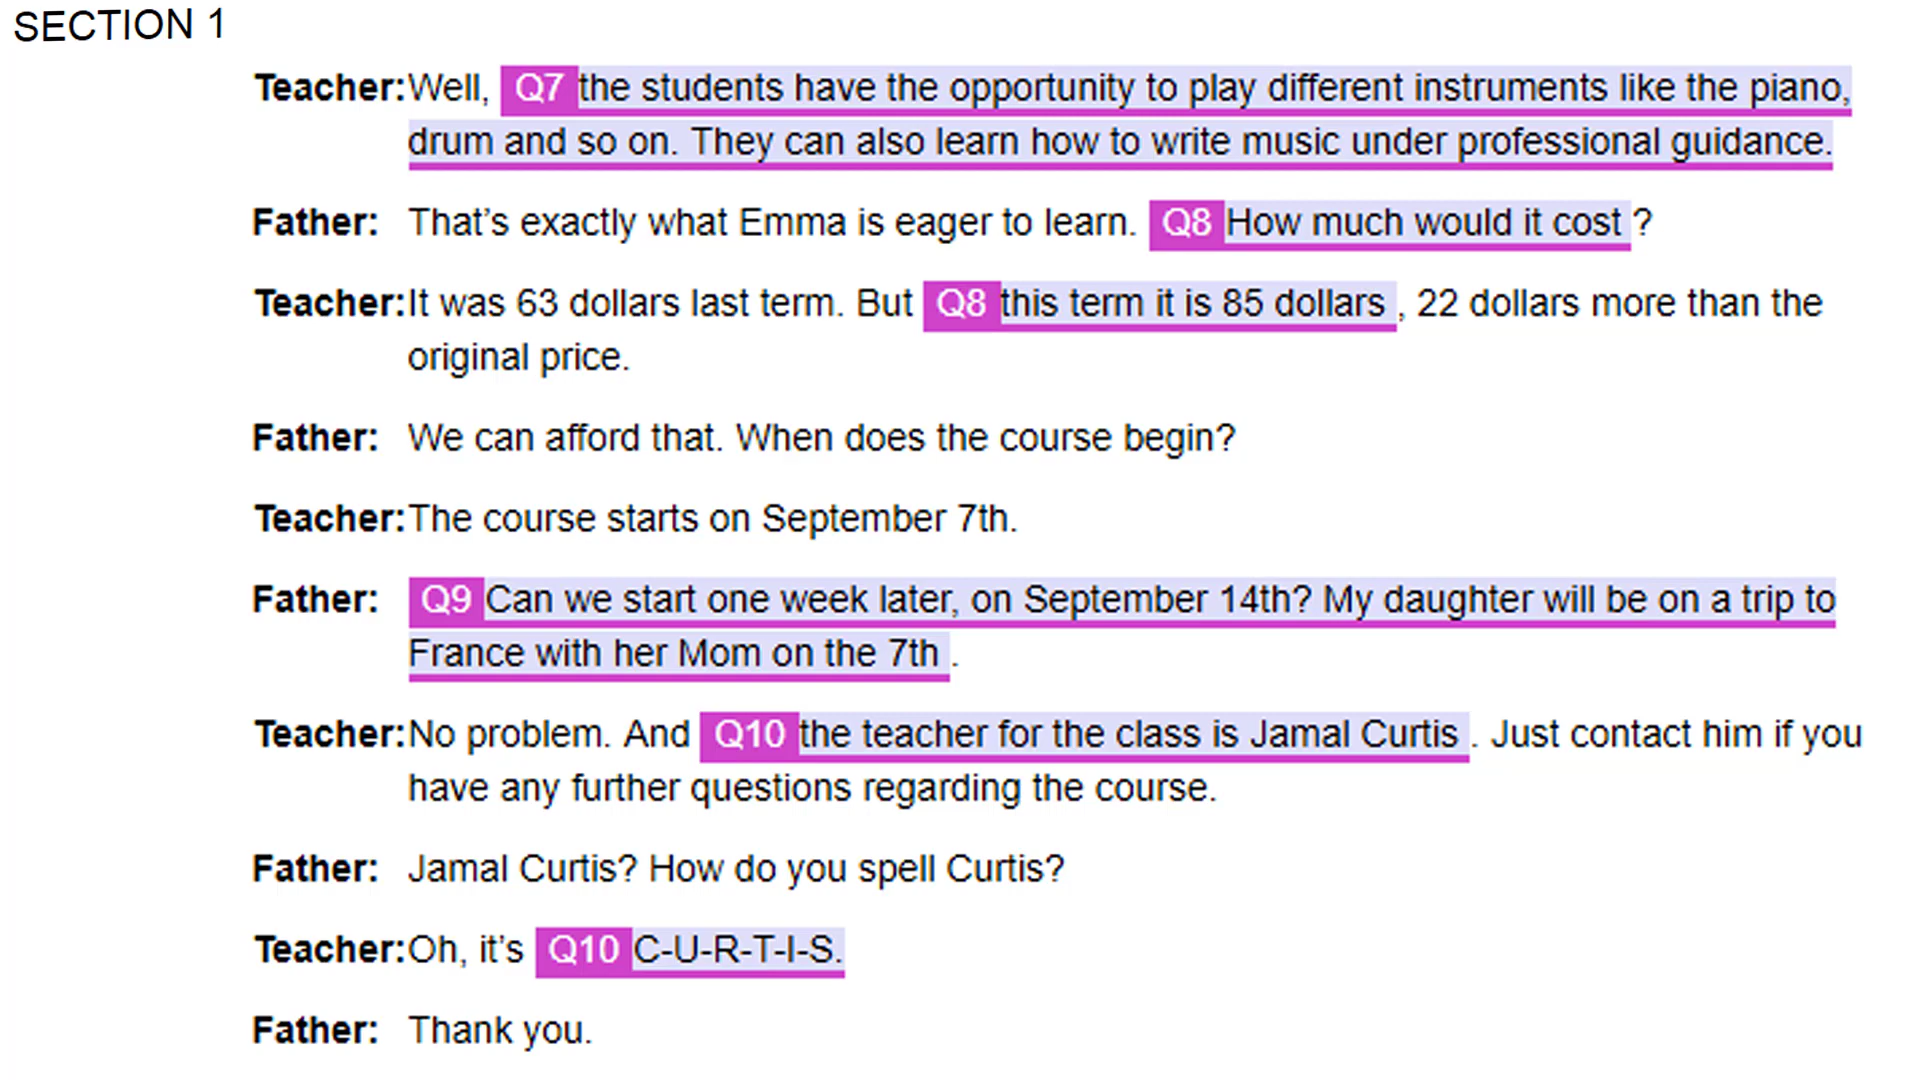 SECTION 1
Teacher: Well, Q7 the students have the opportunity to play different instruments like the piano,
drum and so on. They can also learn how to write music under professional guidance.
Father: That’s exactly what Emma is eager to learn. Q8 How much would it cost ?
Teacher: It was 63 dollars last term. But Q8 this term it is 85 dollars , 22 dollars more than the
original price.
Father: We can afford that. When does the course begin?
Teacher: The course starts on September 7th.
Father: Q9 Can we start one week later, on September 14th? My daughter will be on a trip to
France with her Mom on the 7th .
Teacher: No problem. And Q10 the teacher for the class is Jamal Curtis . Just contact him if you
have any further questions regarding the course.
Father: Jamal Curtis? How do you spell Curtis?
Teacher: Oh, it’s Q10 C-U-R-T-I-S.
Father: Thank you.